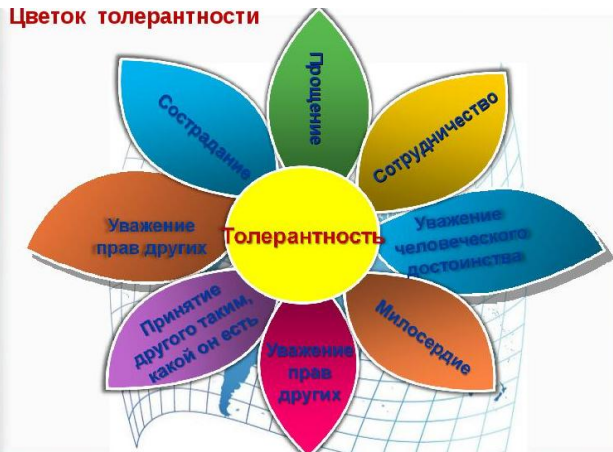 Цветок толерантности
Прощение
Сострадание
Сотрудничество
Уважение
прав других
Толерантность
Уважение
человеческого
достоинства
Принятие
другого таким,
какой он есть
Милосердие
Уважение
прав
других